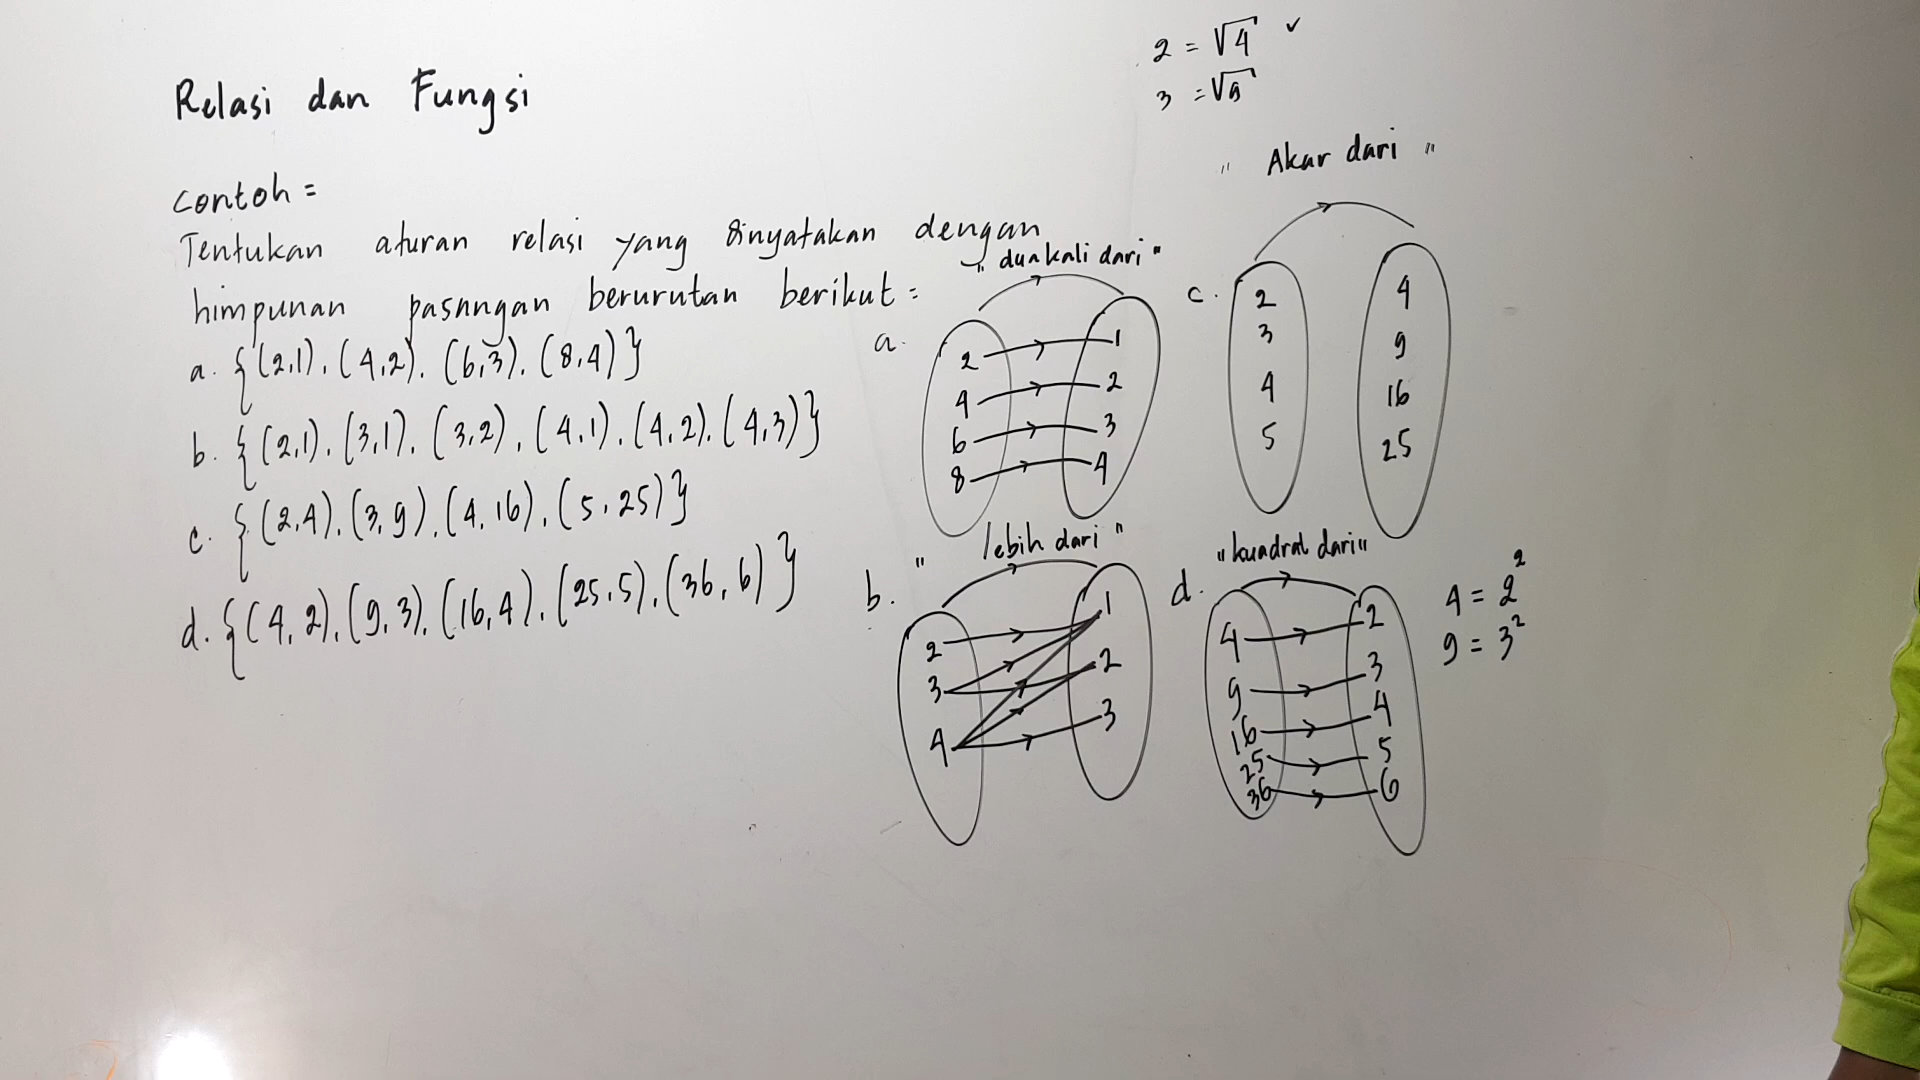 Relasi dan Fungsi
contoh =
Tentukan aturan relasi yang dinyatakan dengan
himpunan pasangan berurutan berikut :
a. {(2,1), (4,2), (6,3), (8,4)}
b. {(2,1), (3,1), (3,2), (4,1), (4,2), (4,3)}
c. {(2,4), (3,9), (4,16), (5,25)}
d. {(4,2), (9,3), (16,4), (25,5), (36,6)}
"duakali dari"
a.
2 1
4 2
6 3
8 4
"lebih dari"
b.
2 1
3 2
4 3
2 = √4 ✓
3 = √9
"Akar dari"
c.
2 4
3 9
4 16
5 25
"kuadrat dari"
d.
4 2
9 3
16 4
25 5
36 6
4 = 2²
9 = 3²